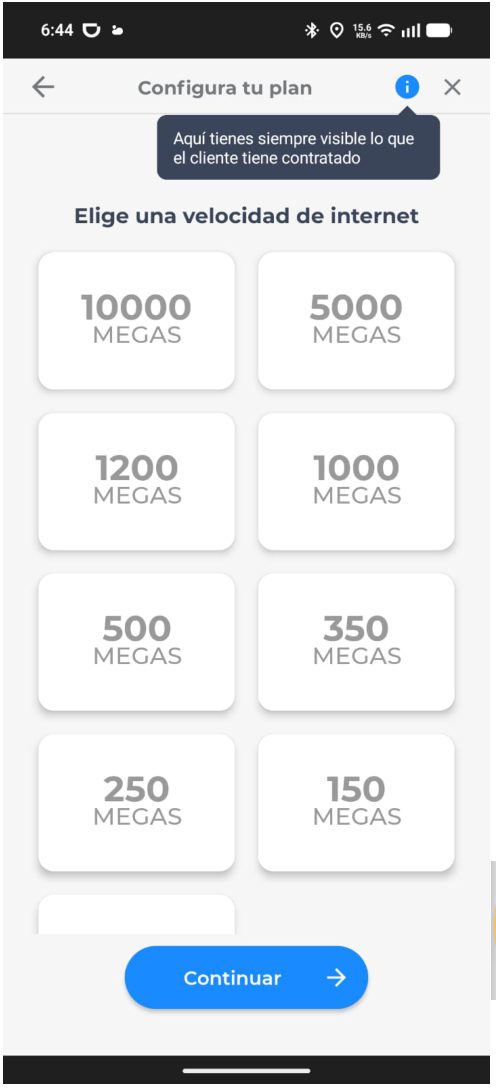 6:44
15.6
KB/s
Configura tu plan
Aquí tienes siempre visible lo que
el cliente tiene contratado
Elige una velocidad de internet
10000
MEGAS
5000
MEGAS
1200
MEGAS
1000
MEGAS
500
MEGAS
350
MEGAS
250
MEGAS
150
MEGAS
Continuar